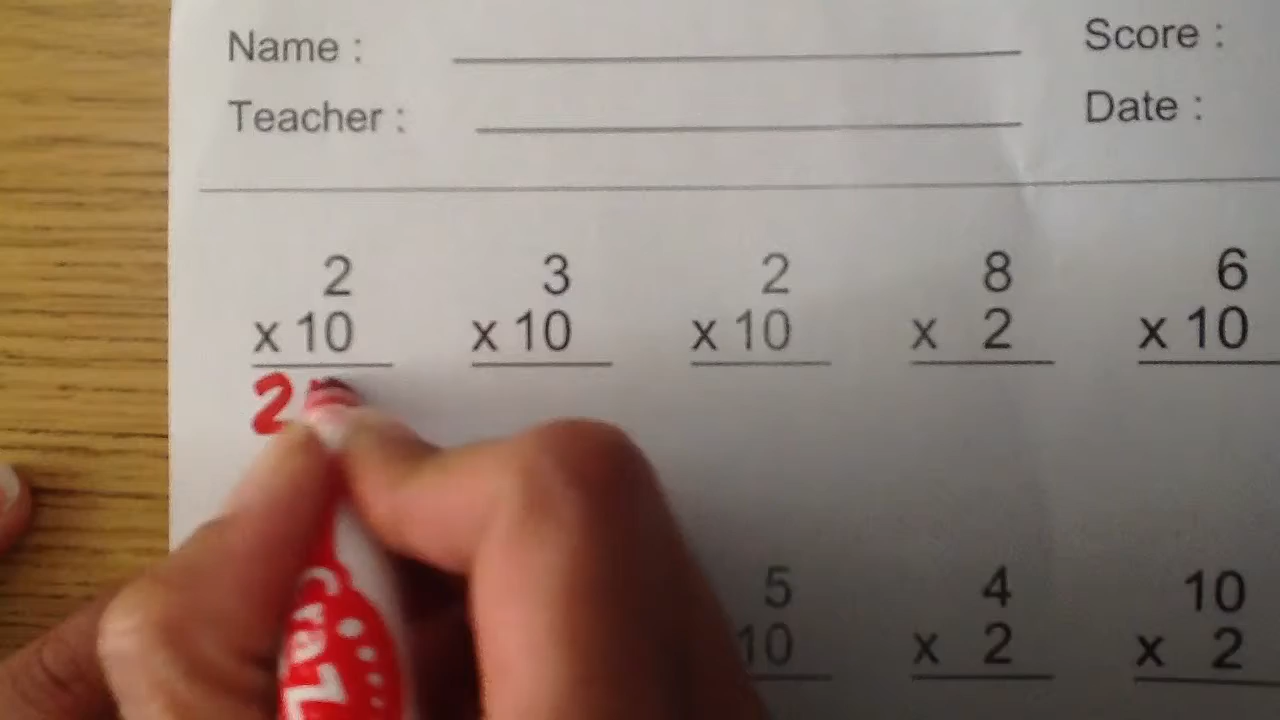 Name : Score :
Teacher : Date :
2 3 2 8 6
x 10 x 10 x 10 x 2 x 10
2
5 4 10
10 x 2 x 2